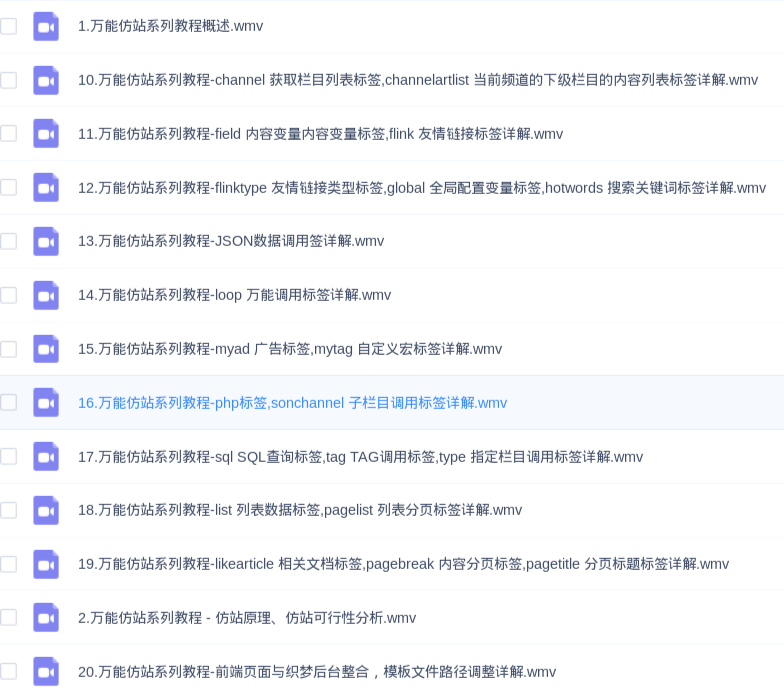 1.万能仿站系列教程概述.wmv
10.万能仿站系列教程-channel 获取栏目列表标签,channelartlist 当前频道的下级栏目的内容列表标签详解.wmv
11.万能仿站系列教程-field 内容变量内容变量标签,flink 友情链接标签详解.wmv
12.万能仿站系列教程-flinktype 友情链接类型标签,global 全局配置变量标签,hotwords 搜索关键词标签详解.wmv
13.万能仿站系列教程-JSON数据调用签详解.wmv
14.万能仿站系列教程-loop 万能调用标签详解.wmv
15.万能仿站系列教程-myad 广告标签,mytag 自定义宏标签详解.wmv
16.万能仿站系列教程-php标签,sonchannel 子栏目调用标签详解.wmv
17.万能仿站系列教程-sql SQL查询标签,tag TAG调用标签,type 指定栏目调用标签详解.wmv
18.万能仿站系列教程-list 列表数据标签,pagelist 列表分页标签详解.wmv
19.万能仿站系列教程-likearticle 相关文档标签,pagebreak 内容分页标签,pagetitle 分页标题标签详解.wmv
2.万能仿站系列教程 - 仿站原理、仿站可行性分析.wmv
20.万能仿站系列教程-前端页面与织梦后台整合，模板文件路径调整详解.wmv